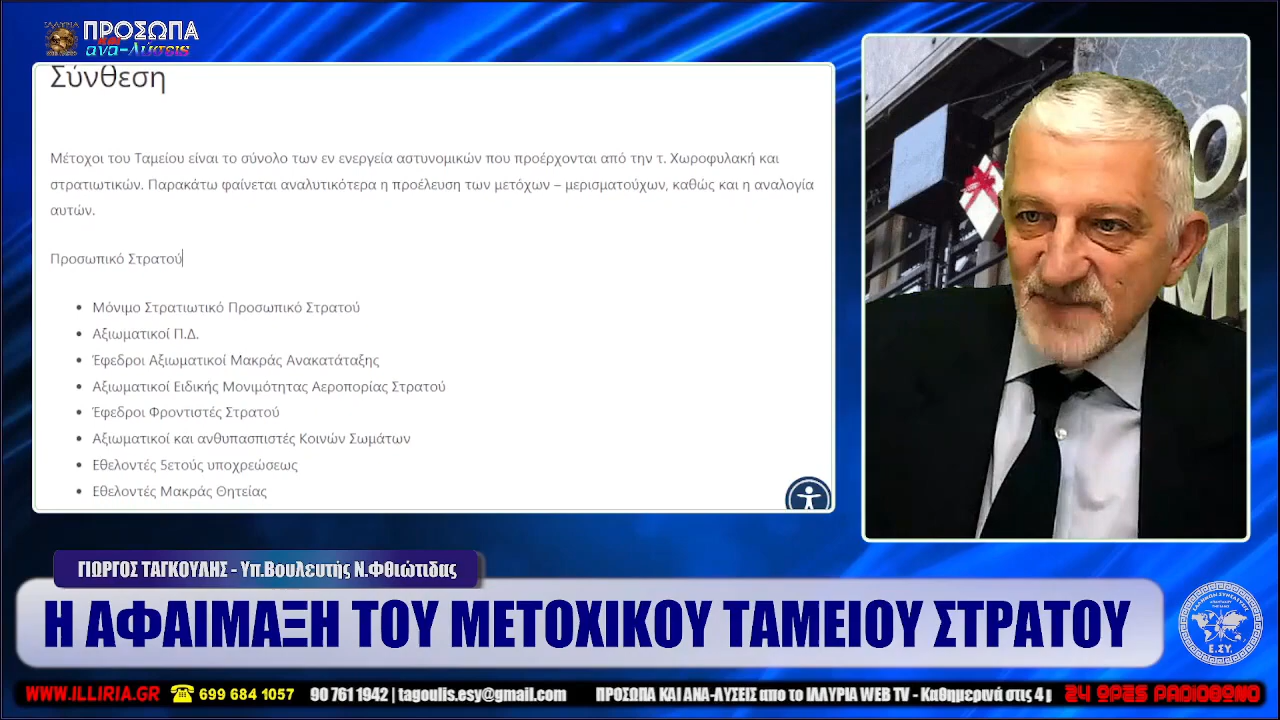 ΠΡΟΣΩΠΑ
και
ανα-λύσεις
Σύνθεση
Μέτοχοι του Ταμείου είναι το σύνολο των εν ενεργεία αστυνομικών που προέρχονται από την τ. Χωροφυλακή και
στρατιωτικών. Παρακάτω φαίνεται αναλυτικότερα η προέλευση των μετόχων – μερισματούχων, καθώς και η αναλογία
αυτών.
Προσωπικό Στρατού
• Μόνιμο Στρατιωτικό Προσωπικό Στρατού
• Αξιωματικοί Π.Δ.
• Έφεδροι Αξιωματικοί Μακράς Ανακατάταξης
• Αξιωματικοί Ειδικής Μονιμότητας Αεροπορίας Στρατού
• Έφεδροι Φροντιστές Στρατού
• Αξιωματικοί και ανθυπασπιστές Κοινών Σωμάτων
• Εθελοντές 5ετούς υποχρεώσεως
• Εθελοντές Μακράς Θητείας
ΓΙΩΡΓΟΣ ΤΑΓΚΟΥΛΗΣ - Υπ.Βουλευτής Ν.Φθιώτιδας
Η ΑΦΑΙΜΑΞΗ ΤΟΥ ΜΕΤΟΧΙΚΟΥ ΤΑΜΕΙΟΥ ΣΤΡΑΤΟΥ
Ε.ΣΥ.
WWW.ILLIRIA.GR ☎ 699 684 1057 90 761 1942 | tagoulis.esy@gmail.com ΠΡΟΣΩΠΑ ΚΑΙ ΑΝΑ-ΛΥΣΕΙΣ απο το ΙΛΛΥΡΙΑ WEB TV - Καθημερινά στις 4 μ 24 ΩΡΕΣ ΡΑΔΙΟΦΩΝΟ